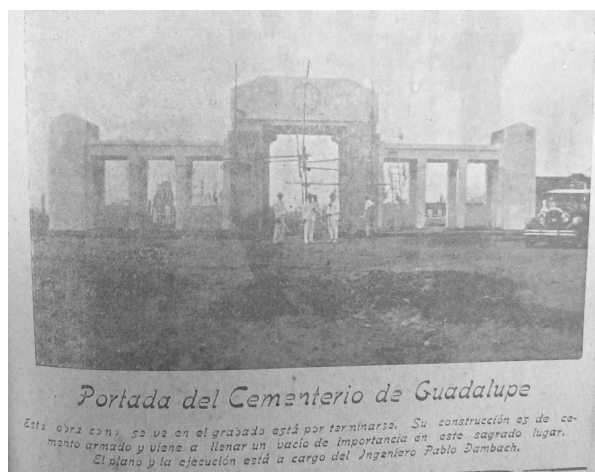 Portada del Cementerio de Guadalupe
Esta obra como se ve en el grabado está por terminarse. Su construcción es de ce-
mento armado y viene a llenar un vacío de importancia en este sagrado lugar.
El plano y la ejecución está a cargo del Ingeniero Pablo Dambach.